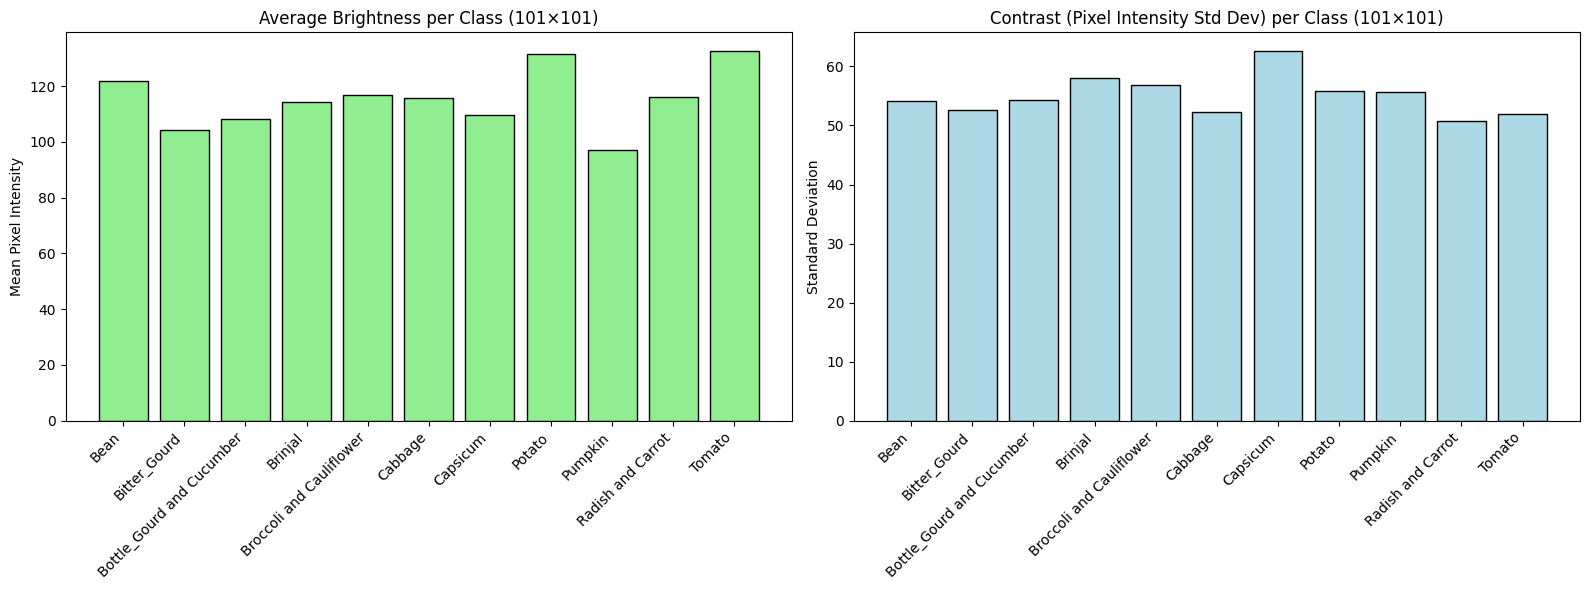 Average Brightness per Class (101×101)
Mean Pixel Intensity
120
100
80
60
40
20
0
Bean
Bitter_Gourd
Bottle_Gourd and Cucumber
Brinjal
Broccoli and Cauliflower
Cabbage
Capsicum
Potato
Pumpkin
Radish and Carrot
Tomato
Contrast (Pixel Intensity Std Dev) per Class (101×101)
Standard Deviation
60
50
40
30
20
10
0
Bean
Bitter_Gourd
Bottle_Gourd and Cucumber
Brinjal
Broccoli and Cauliflower
Cabbage
Capsicum
Potato
Pumpkin
Radish and Carrot
Tomato